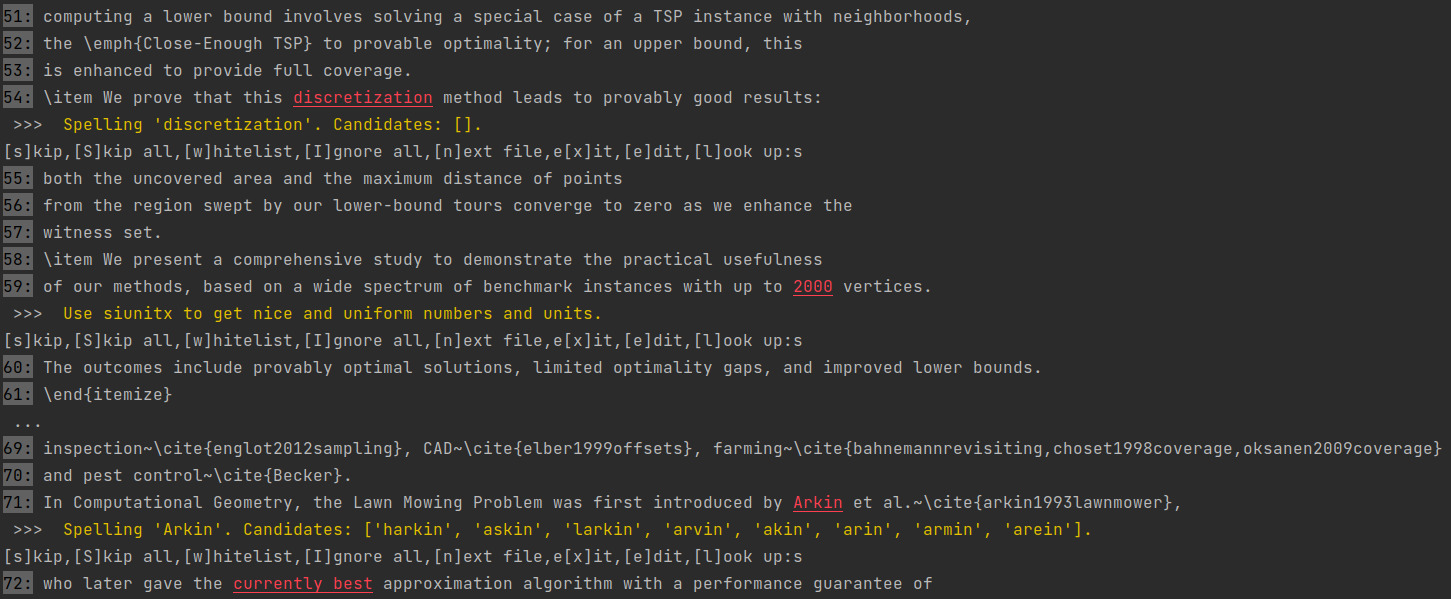 51: computing a lower bound involves solving a special case of a TSP instance with neighborhoods,
52: the \emph{Close-Enough TSP} to provable optimality; for an upper bound, this
53: is enhanced to provide full coverage.
54: \item We prove that this discretization method leads to provably good results:
>>>  Spelling 'discretization'. Candidates: [].
[s]kip,[S]kip all,[w]hitelist,[I]gnore all,[n]ext file,e[x]it,[e]dit,[l]ook up:s
55: both the uncovered area and the maximum distance of points
56: from the region swept by our lower-bound tours converge to zero as we enhance the
57: witness set.
58: \item We present a comprehensive study to demonstrate the practical usefulness
59: of our methods, based on a wide spectrum of benchmark instances with up to 2000 vertices.
>>>  Use siunitx to get nice and uniform numbers and units.
[s]kip,[S]kip all,[w]hitelist,[I]gnore all,[n]ext file,e[x]it,[e]dit,[l]ook up:s
60: The outcomes include provably optimal solutions, limited optimality gaps, and improved lower bounds.
61: \end{itemize}
...
69: inspection~\cite{englot2012sampling}, CAD~\cite{elber1999offsets}, farming~\cite{bahnemannrevisiting,choset1998coverage,oksanen2009coverage}
70: and pest control~\cite{Becker}.
71: In Computational Geometry, the Lawn Mowing Problem was first introduced by Arkin et al.~\cite{arkin1993lawnmower},
>>>  Spelling 'Arkin'. Candidates: ['harkin', 'askin', 'larkin', 'arvin', 'akin', 'arin', 'armin', 'arein'].
[s]kip,[S]kip all,[w]hitelist,[I]gnore all,[n]ext file,e[x]it,[e]dit,[l]ook up:s
72: who later gave the currently best approximation algorithm with a performance guarantee of